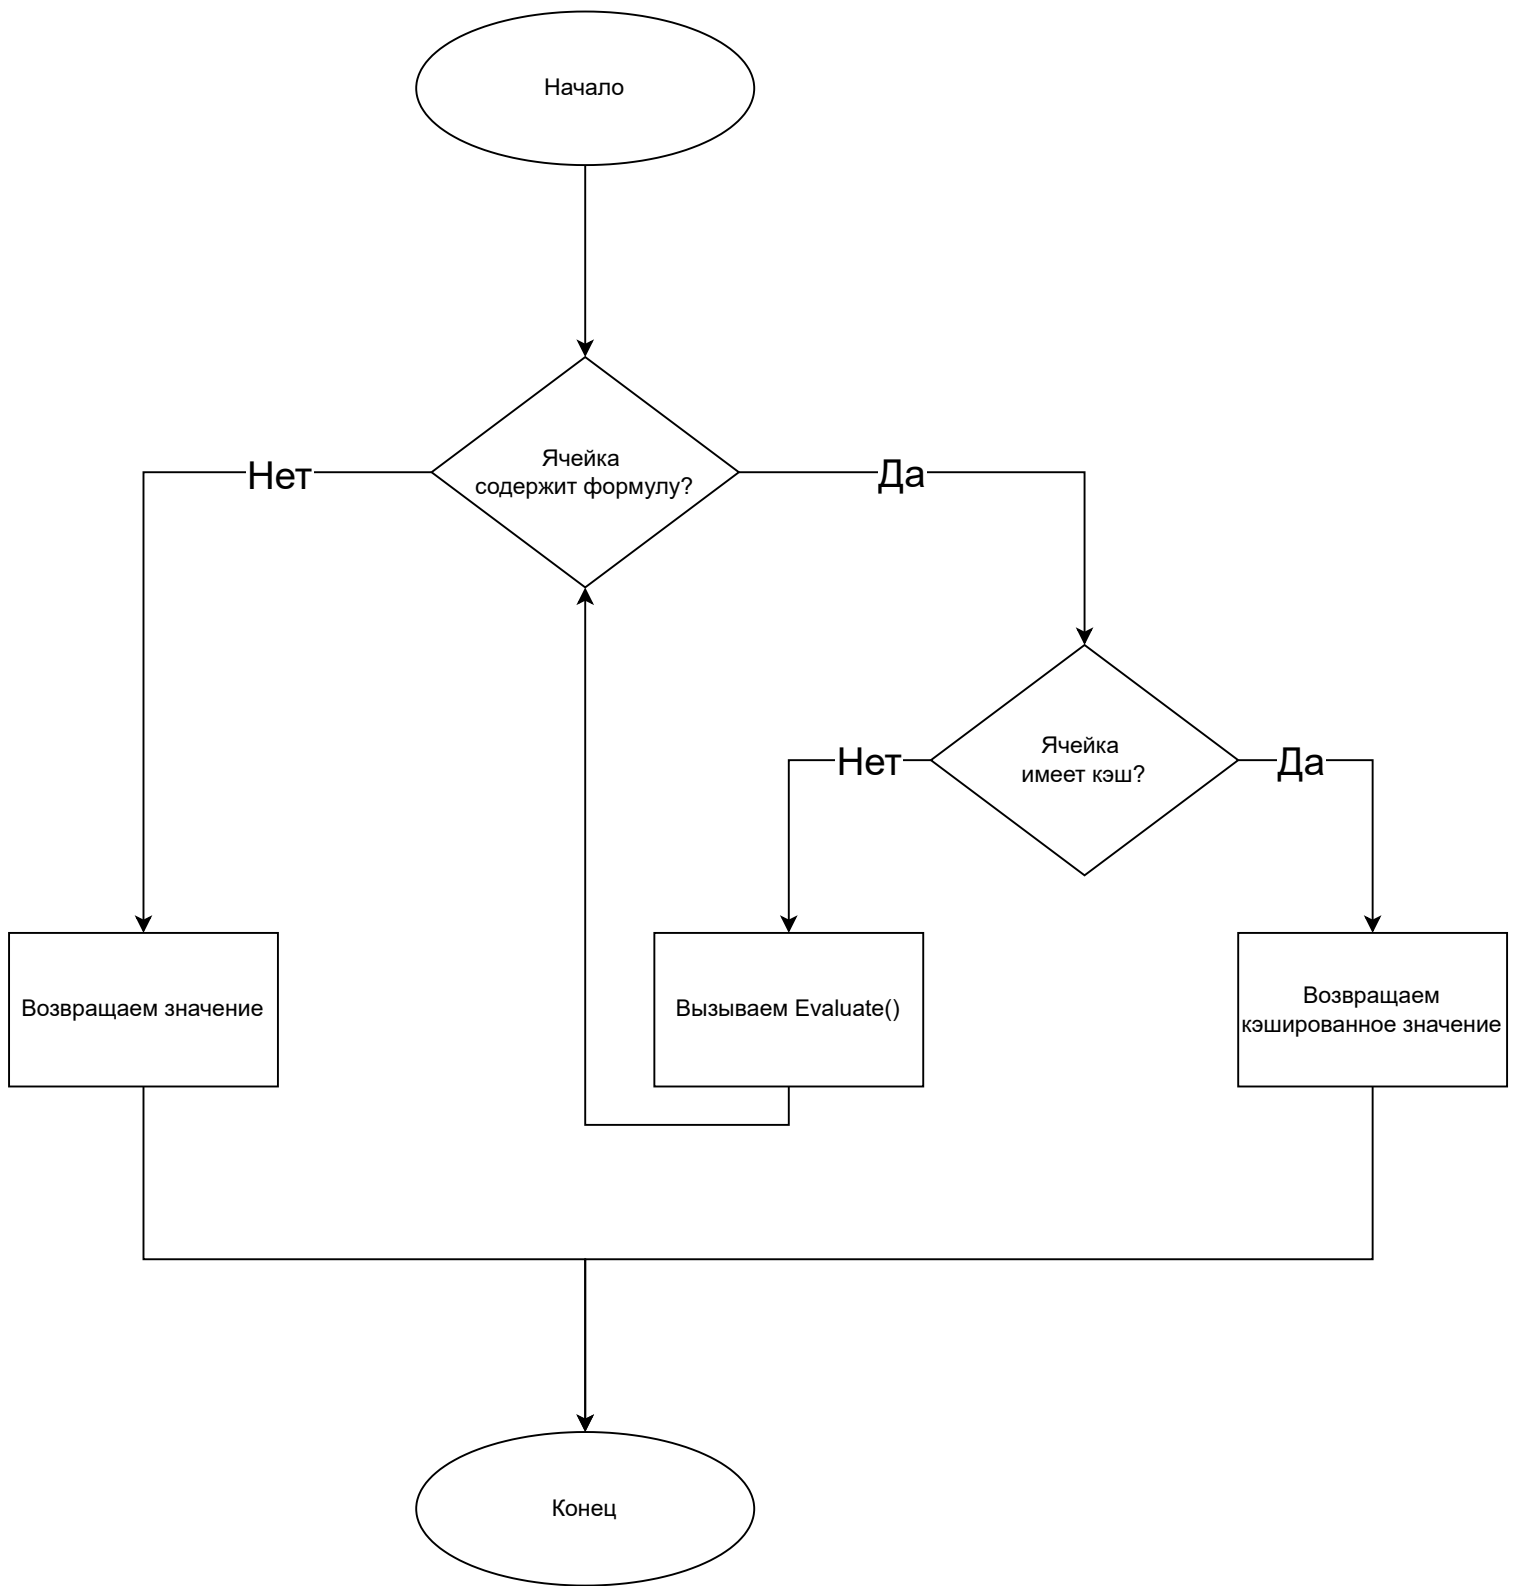 Начало
Ячейка
содержит формулу?
Нет
Да
Ячейка
имеет кэш?
Нет
Да
Возвращаем значение
Вызываем Evaluate()
Возвращаем
кэшированное значение
Конец